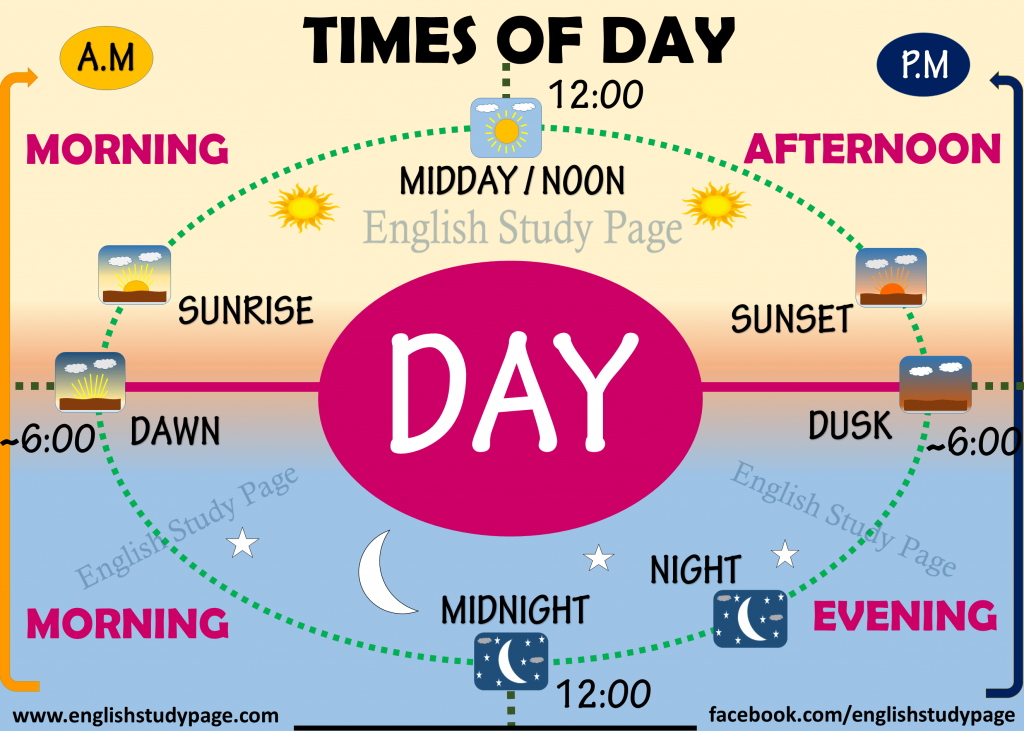 TIMES OF DAY
A.M
P.M
12:00
MORNING
AFTERNOON
MIDDAY / NOON
English Study Page
SUNRISE
SUNSET
DAY
DAWN
DUSK
~6:00
~6:00
English Study Page
English Study Page
NIGHT
MIDNIGHT
MORNING
EVENING
12:00
www.englishstudypage.com
facebook.com/englishstudypage